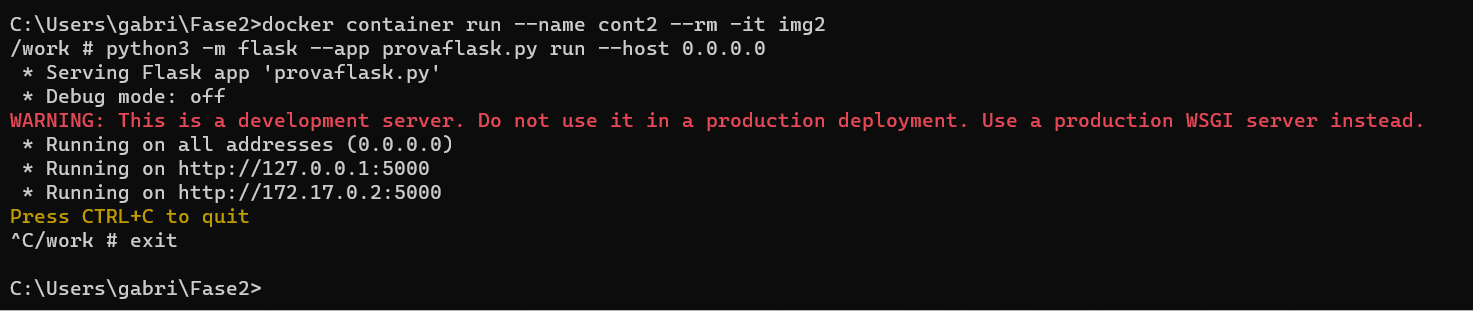 C:\Users\gabri\Fase2>docker container run --name cont2 --rm -it img2
/work # python3 -m flask --app provaflask.py run --host 0.0.0.0
 * Serving Flask app 'provaflask.py'
 * Debug mode: off
WARNING: This is a development server. Do not use it in a production deployment. Use a production WSGI server instead.
 * Running on all addresses (0.0.0.0)
 * Running on http://127.0.0.1:5000
 * Running on http://172.17.0.2:5000
Press CTRL+C to quit
^C/work # exit
C:\Users\gabri\Fase2>